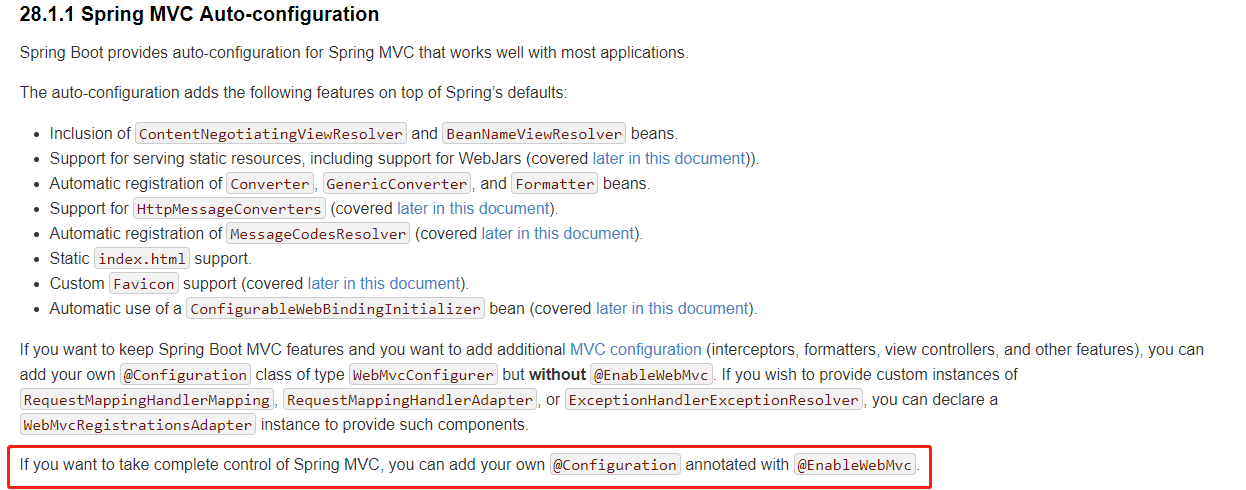 28.1.1 Spring MVC Auto-configuration
Spring Boot provides auto-configuration for Spring MVC that works well with most applications.
The auto-configuration adds the following features on top of Spring’s defaults:
• Inclusion of ContentNegotiatingViewResolver and BeanNameViewResolver beans.
• Support for serving static resources, including support for WebJars (covered later in this document)).
• Automatic registration of Converter, GenericConverter, and Formatter beans.
• Support for HttpMessageConverters (covered later in this document).
• Automatic registration of MessageCodesResolver (covered later in this document).
• Static index.html support.
• Custom Favicon support (covered later in this document).
• Automatic use of a ConfigurableWebBindingInitializer bean (covered later in this document).
If you want to keep Spring Boot MVC features and you want to add additional MVC configuration (interceptors, formatters, view controllers, and other features), you can
add your own @Configuration class of type WebMvcConfigurer but without @EnableWebMvc. If you wish to provide custom instances of
RequestMappingHandlerMapping, RequestMappingHandlerAdapter, or ExceptionHandlerExceptionResolver, you can declare a
WebMvcRegistrationsAdapter instance to provide such components.
If you want to take complete control of Spring MVC, you can add your own @Configuration annotated with @EnableWebMvc.